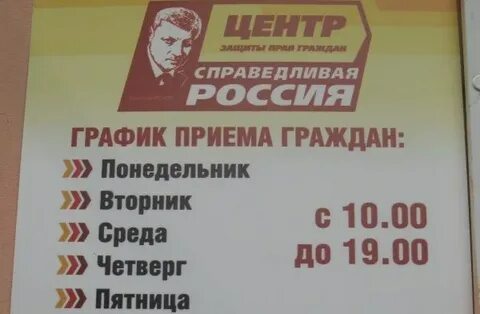 ЦЕНТР
ЗАЩИТЫ ПРАВ ГРАЖДАН
СПРАВЕДЛИВАЯ
РОССИЯ
ГРАФИК ПРИЕМА ГРАЖДАН:
Понедельник
Вторник
Среда
Четверг
Пятница
с 10.00
до 19.00